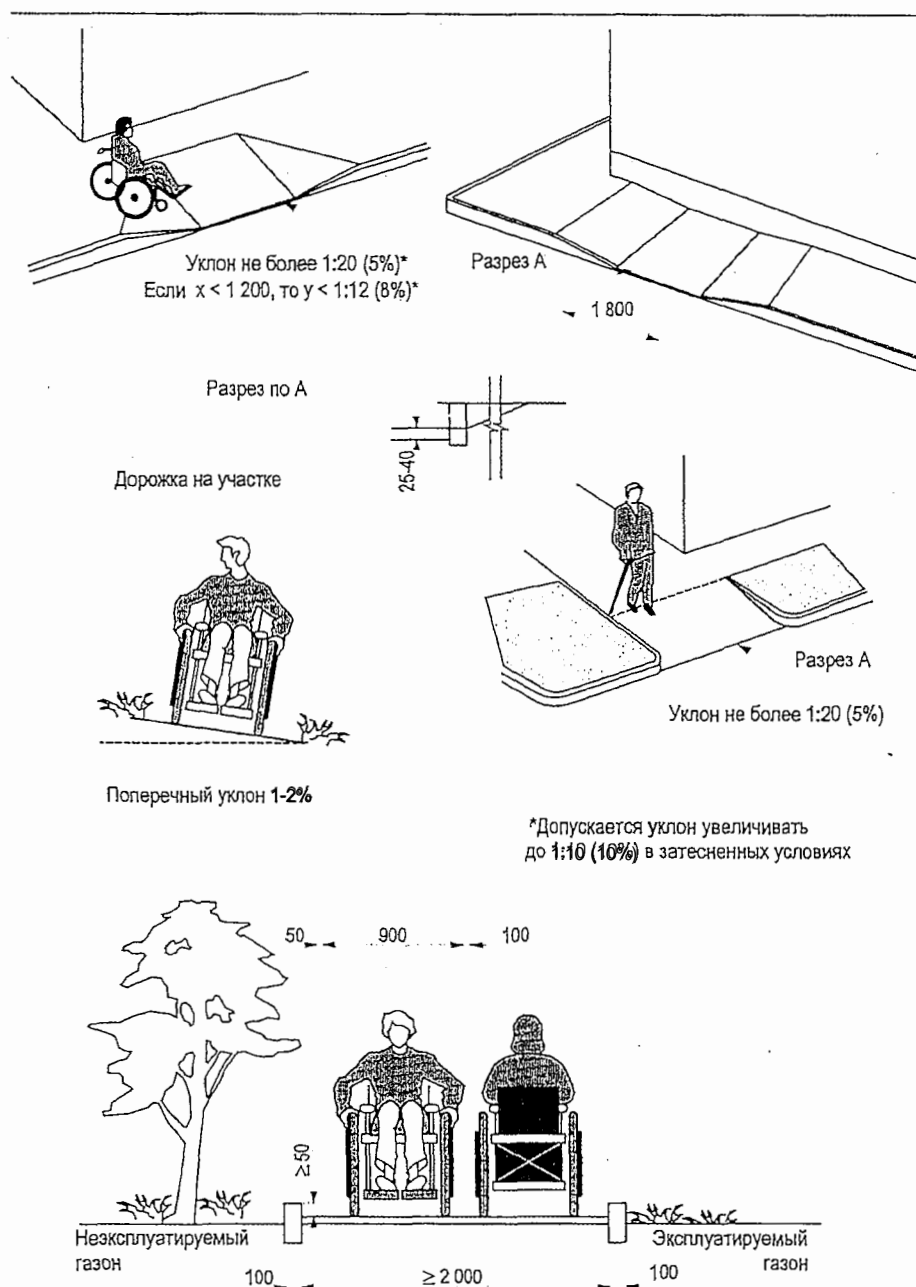 Уклон не более 1:20 (5%)*
Если x < 1 200, то y < 1:12 (8%)*
Разрез А
1 800
Разрез по А
25-40
Дорожка на участке
Разрез А
Уклон не более 1:20 (5%)
Поперечный уклон 1-2%
*Допускается уклон увеличивать
до 1:10 (10%) в затесненных условиях
50 900 100
≥ 50
Неэксплуатируемый
газон
Эксплуатируемый
газон
100 ≥ 2 000 100